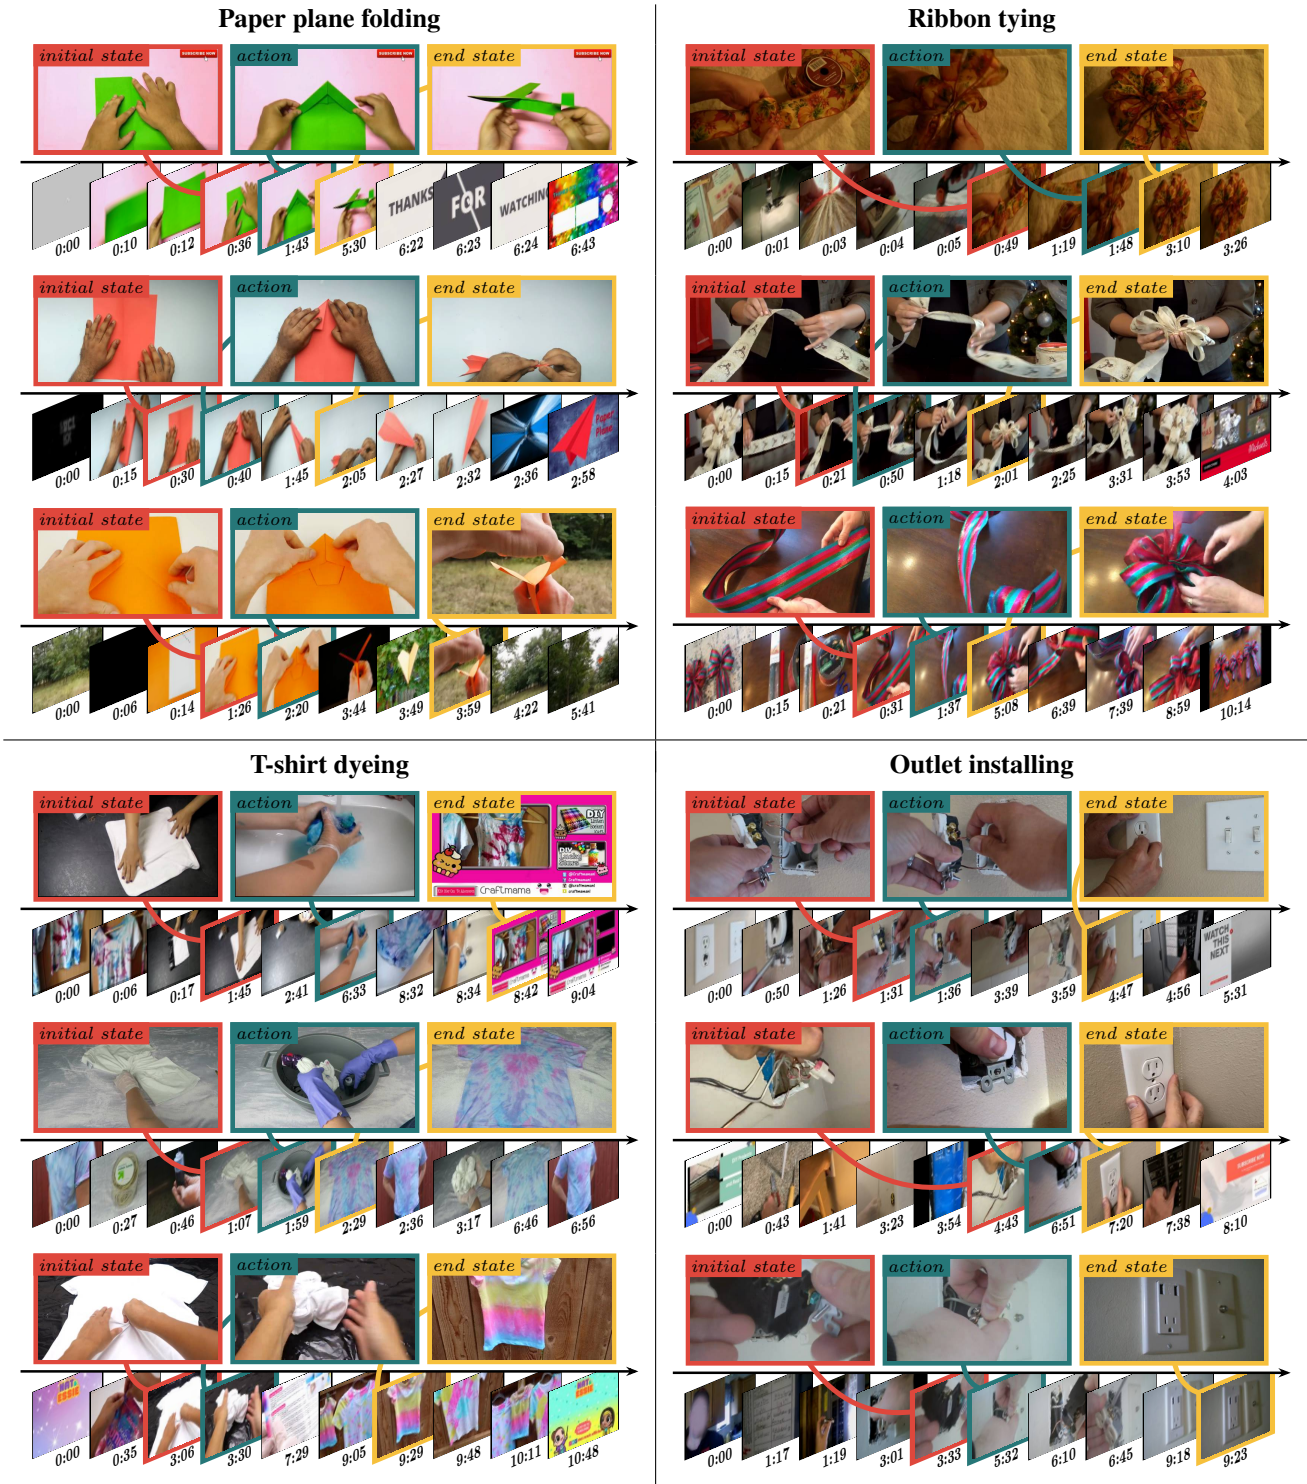 Paper plane folding
initial state
action
end state
SUBSCRIBE NOW
SUBSCRIBE NOW
SUBSCRIBE NOW
THANKS
FOR
WATCHING
0:00 0:10 0:12 0:36 1:43 5:30 6:22 6:23 6:24 6:43
initial state
action
end state
Paper
Plane
0:00 0:15 0:30 0:40 1:45 2:05 2:27 2:32 2:36 2:58
initial state
action
end state
0:00 0:06 0:14 1:26 2:20 3:44 3:49 3:59 4:22 5:41
Ribbon tying
initial state
action
end state
0:00 0:01 0:03 0:04 0:05 0:49 1:19 1:48 3:10 3:26
initial state
action
end state
Michaels
0:00 0:15 0:21 0:50 1:18 2:01 2:25 3:31 3:53 4:03
initial state
action
end state
0:00 0:15 0:21 0:31 1:37 5:08 6:39 7:39 8:59 10:14
T-shirt dyeing
initial state
action
end state
DIY
DIY
Craftmama
0:00 0:06 0:17 1:45 2:41 6:33 8:32 8:34 8:42 9:04
initial state
action
end state
0:00 0:27 0:46 1:07 1:59 2:29 2:36 3:17 6:46 6:56
initial state
action
end state
0:00 0:35 3:06 3:30 7:29 9:05 9:29 9:48 10:11 10:48
Outlet installing
initial state
action
end state
WATCH
THIS
NEXT
0:00 0:50 1:26 1:31 1:36 3:39 3:59 4:47 4:56 5:31
initial state
action
end state
SUBSCRIBE NOW
0:00 0:43 1:41 3:23 3:54 4:43 6:51 7:20 7:38 8:10
initial state
action
end state
0:00 1:17 1:19 3:01 3:33 5:32 6:10 6:45 9:18 9:23